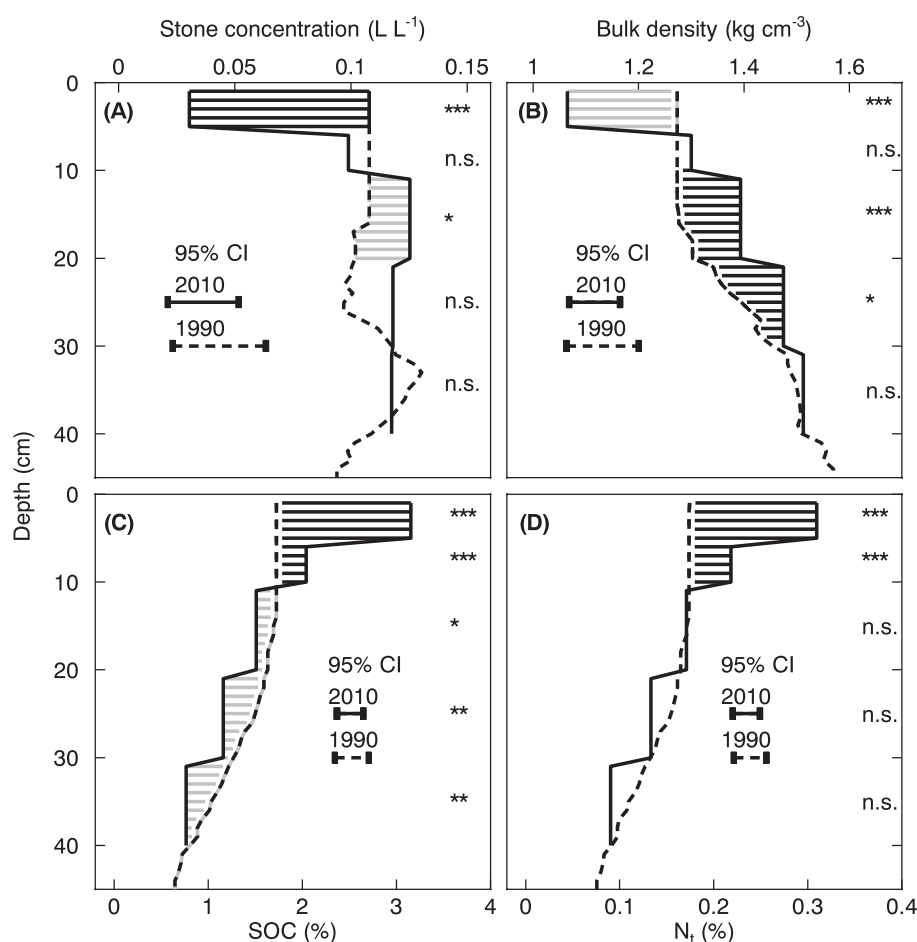 Stone concentration (L L⁻¹)
Bulk density (kg cm⁻³)
0 0.05 0.1 0.15
1 1.2 1.4 1.6
0
10
20
30
40
Depth (cm)
(A)
***
n.s.
*
n.s.
n.s.
95% CI
2010
1990
(B)
***
n.s.
***
*
n.s.
95% CI
2010
1990
0
10
20
30
40
(C)
***
***
*
**
**
95% CI
2010
1990
(D)
***
***
n.s.
n.s.
n.s.
95% CI
2010
1990
0 1 2 3 4
0 0.1 0.2 0.3 0.4
SOC (%)
Nₜ (%)